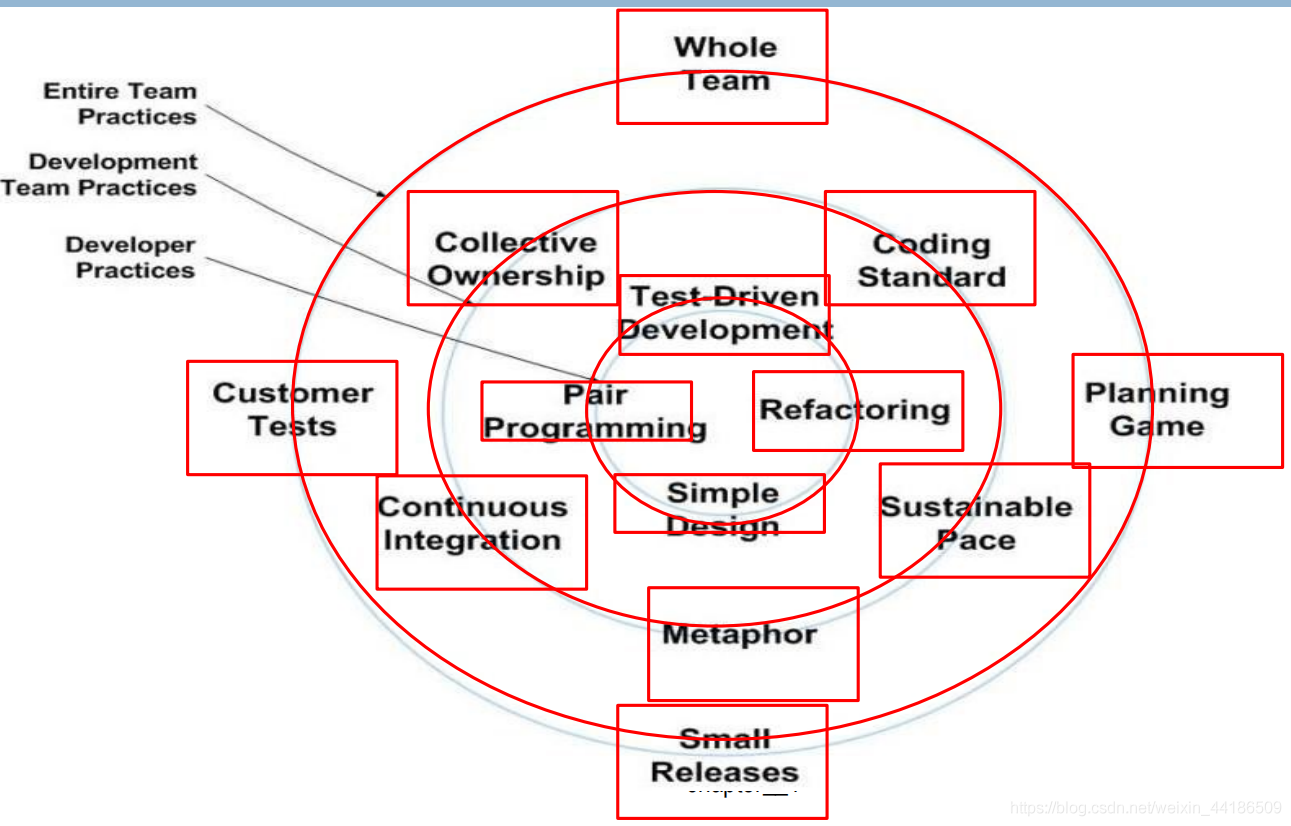 Whole
Team
Entire Team
Practices
Development
Team Practices
Developer
Practices
Collective
Ownership
Coding
Standard
Test-Driven
Development
Customer
Tests
Pair
Programming
Refactoring
Planning
Game
Continuous
Integration
Simple
Design
Sustainable
Pace
Metaphor
Small
Releases
https://blog.csdn.net/weixin_44186509